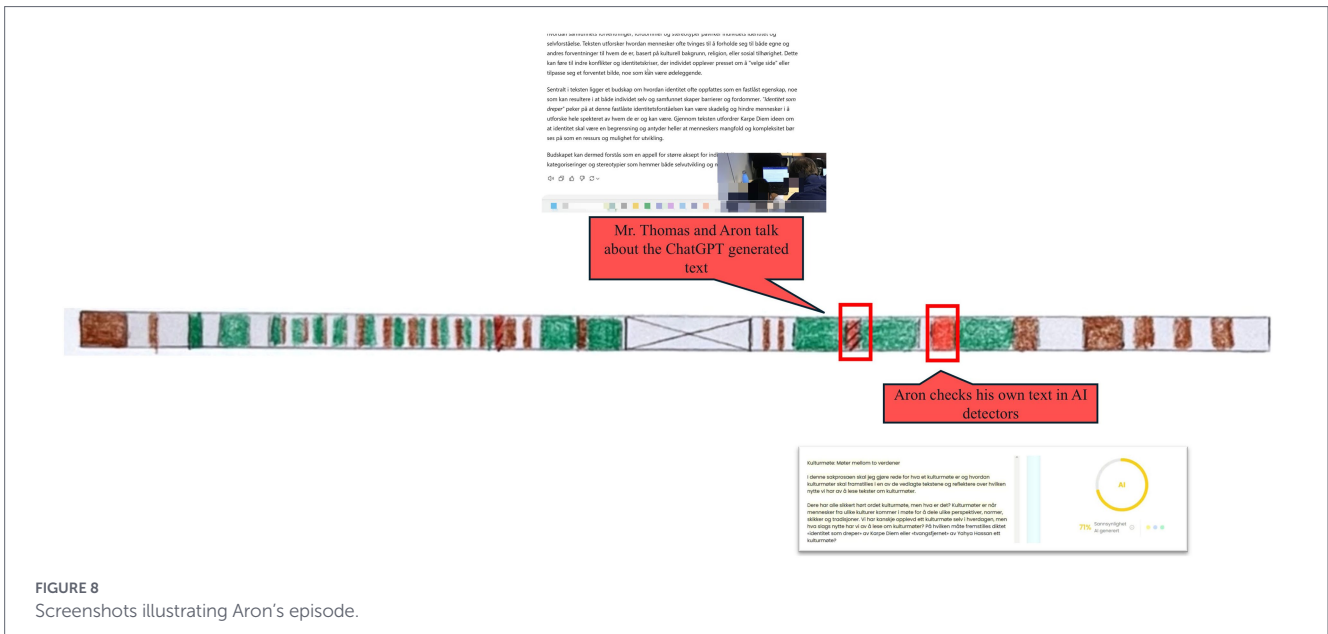 selvforståelse. Teksten utforsker hvordan mennesker ofte tvinges til å forholde seg til både egne og
andres forventninger til hvem de er, basert på kulturell bakgrunn, religion, eller sosial tilhørighet. Dette
kan føre til indre konflikter og identitetskriser, der individet opplever presset om å "velge side" eller
tilpasse seg et forventet bilde, noe som kan være ødeleggende.
Sentralt i teksten ligger et budskap om hvordan identitet ofte oppfattes som en fastlåst egenskap, noe
som kan resultere i at både individet selv og samfunnet skaper barrierer og fordommer. "Identitet som
dreper" peker på at denne fastlåste identitetsforståelsen kan være skadelig og hindre mennesker i å
utforske hele spekteret av hvem de er og kan være. Gjennom teksten utfordrer Karpe Diem ideen om
at identitet skal være en begrensning og antyder heller at menneskers mangfold og kompleksitet bør
ses på som en ressurs og mulighet for utvikling.
Budskapet kan dermed forstås som en appell for større aksept for
kategoriseringer og stereotypier som hemmer både selvutvikling og
Mr. Thomas and Aron talk
about the ChatGPT generated
text
Aron checks his own text in AI
detectors
Kulturmøte: Møter mellom to verdener
I denne sakprosaen skal jeg gjøre rede for hva et kulturmøte er og hvordan
kulturmøter skal framstilles i en av de vedlagte tekstene og reflektere over hvilken
nytte vi har av å lese tekster om kulturmøter.
Dere har alle sikkert hørt ordet kulturmøte, men hva er det? Kulturmøter er når
mennesker fra ulike kulturer kommer i møte for å dele ulike perspektiver, normer,
skikker og tradisjoner. Vi har kanskje opplevd ett kulturmøte selv i hverdagen, men
hva slags nytte har vi av å lese om kulturmøter? På hvilken måte fremstilles diktet
«identitet som dreper» av Karpe Diem eller «tvangsfjernet» av Yahya Hassan ett
kulturmøte?
AI
71% Sannsynlighet
AI generert
FIGURE 8
Screenshots illustrating Aron's episode.